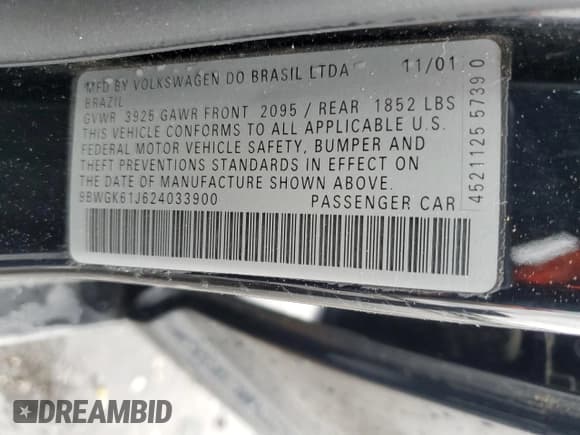 MFD BY VOLKSWAGEN DO BRASIL LTDA 11/01
BRAZIL
GVWR 3925 GAWR FRONT 2095 / REAR 1852 LBS
THIS VEHICLE CONFORMS TO ALL APPLICABLE U.S.
FEDERAL MOTOR VEHICLE SAFETY, BUMPER AND
THEFT PREVENTIONS STANDARDS IN EFFECT ON
THE DATE OF MANUFACTURE SHOWN ABOVE.
9BWGK61J624033900 PASSENGER CAR
4521125 57390
DREAMBID